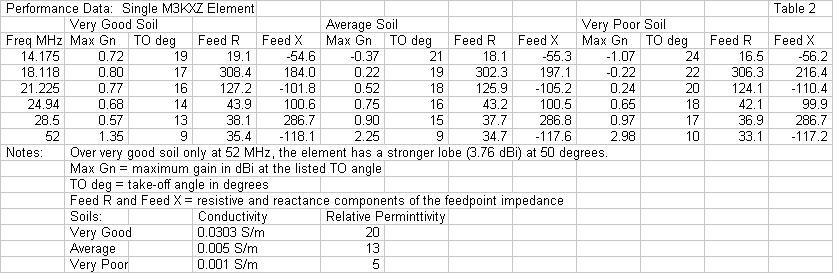 Performance Data: Single M3KXZ Element Table 2
Very Good Soil Average Soil Very Poor Soil
Freq MHz Max Gn TO deg Feed R Feed X Max Gn TO deg Feed R Feed X Max Gn TO deg Feed R Feed X
14.175 0.72 19 19.1 -54.6 -0.37 21 18.1 -55.3 -1.07 24 16.5 -56.2
18.118 0.80 17 308.4 184.0 0.22 19 302.3 197.1 -0.22 22 306.3 216.4
21.225 0.77 16 127.2 -101.8 0.52 18 125.9 -105.2 0.24 20 124.1 -110.4
24.94 0.68 14 43.9 100.6 0.75 16 43.2 100.5 0.65 18 42.1 99.9
28.5 0.57 13 38.1 286.7 0.90 15 37.7 286.8 0.97 17 36.9 286.7
52 1.35 9 35.4 -118.1 2.25 9 34.7 -117.6 2.98 10 33.1 -117.2
Notes: Over very good soil only at 52 MHz, the element has a stronger lobe (3.76 dBi) at 50 degrees.
Max Gn = maximum gain in dBi at the listed TO angle
TO deg = take-off angle in degrees
Feed R and Feed X = resistive and reactance components of the feedpoint impedance
Soils: Conductivity Relative Perminttivity
Very Good 0.0303 S/m 20
Average 0.005 S/m 13
Very Poor 0.001 S/m 5